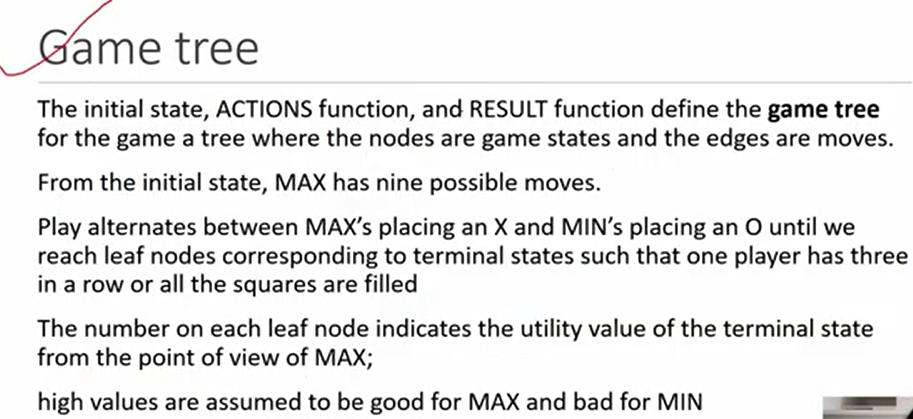 Game tree
The initial state, ACTIONS function, and RESULT function define the game tree
for the game a tree where the nodes are game states and the edges are moves.
From the initial state, MAX has nine possible moves.
Play alternates between MAX's placing an X and MIN's placing an O until we
reach leaf nodes corresponding to terminal states such that one player has three
in a row or all the squares are filled
The number on each leaf node indicates the utility value of the terminal state
from the point of view of MAX;
high values are assumed to be good for MAX and bad for MIN